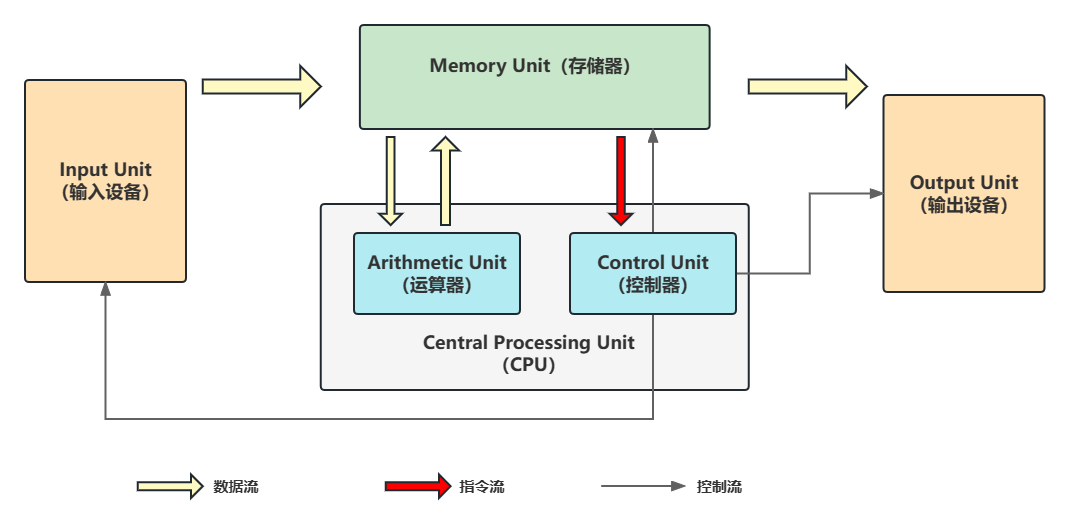 Memory Unit（存储器）
Input Unit
（输入设备）
Output Unit
（输出设备）
Arithmetic Unit
（运算器）
Control Unit
（控制器）
Central Processing Unit
（CPU）
数据流
指令流
控制流